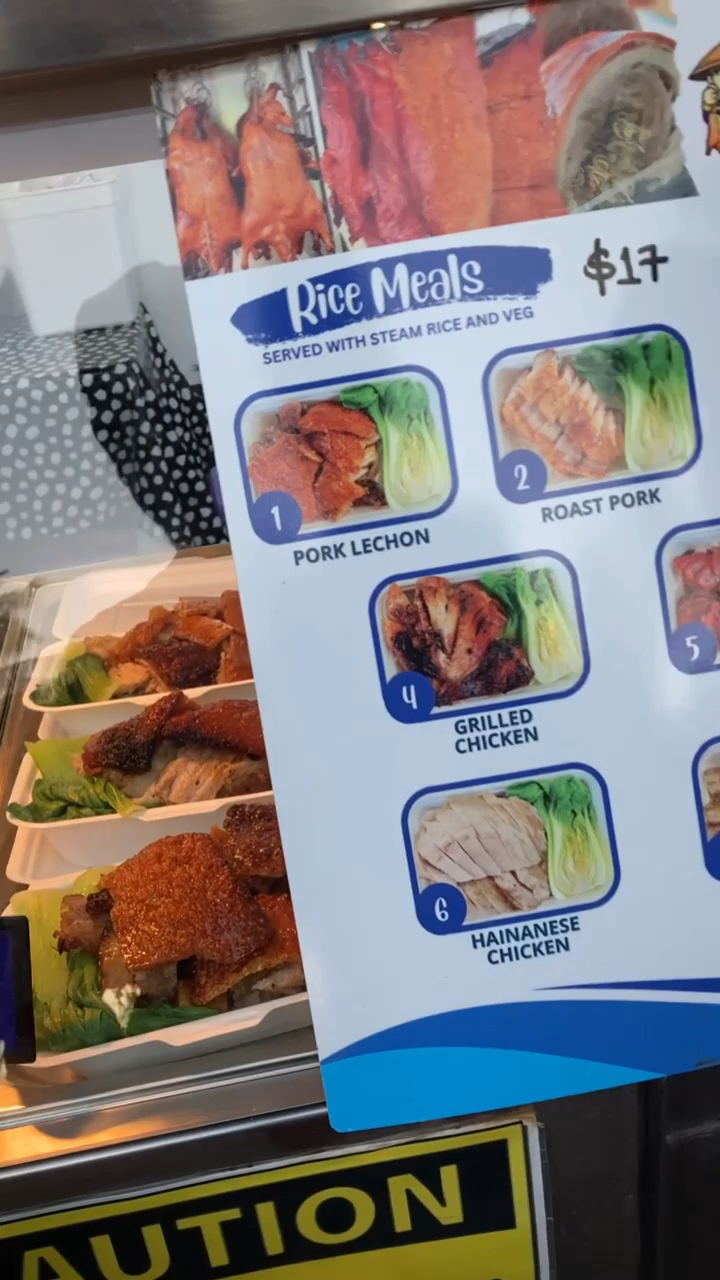 Rice Meals
$17
SERVED WITH STEAM RICE AND VEG
1
PORK LECHON
2
ROAST PORK
4
GRILLED
CHICKEN
5
6
HAINANESE
CHICKEN
AUTION